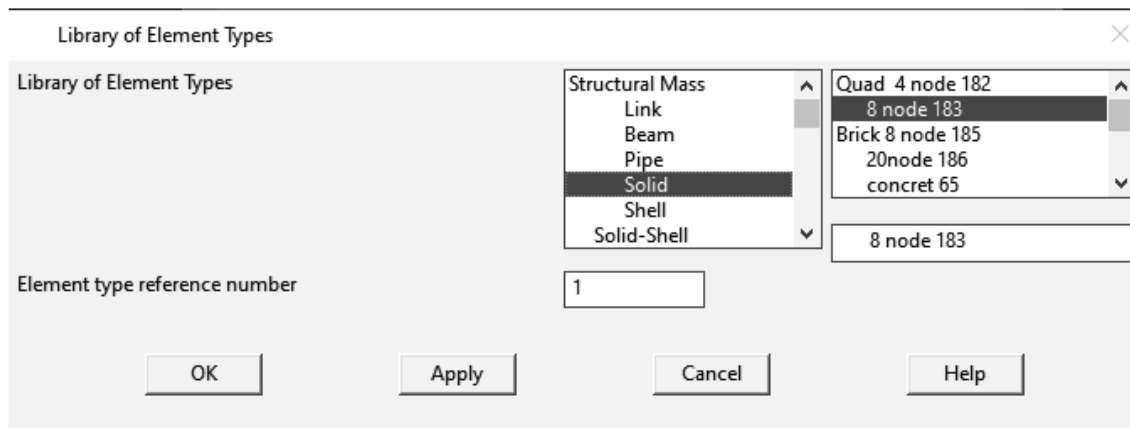 Library of Element Types
Library of Element Types
Structural Mass
Link
Beam
Pipe
Solid
Shell
Solid-Shell
Quad 4 node 182
8 node 183
Brick 8 node 185
20node 186
concret 65
8 node 183
Element type reference number
1
OK
Apply
Cancel
Help